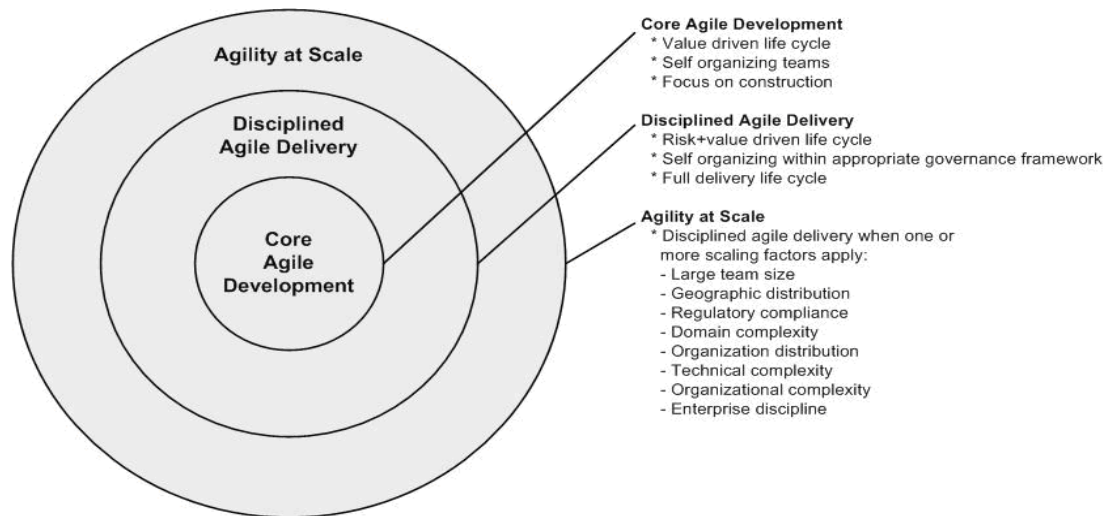 Agility at Scale
Disciplined
Agile Delivery
Core
Agile
Development
Core Agile Development
* Value driven life cycle
* Self organizing teams
* Focus on construction
Disciplined Agile Delivery
* Risk+value driven life cycle
* Self organizing within appropriate governance framework
* Full delivery life cycle
Agility at Scale
* Disciplined agile delivery when one or
more scaling factors apply:
- Large team size
- Geographic distribution
- Regulatory compliance
- Domain complexity
- Organization distribution
- Technical complexity
- Organizational complexity
- Enterprise discipline